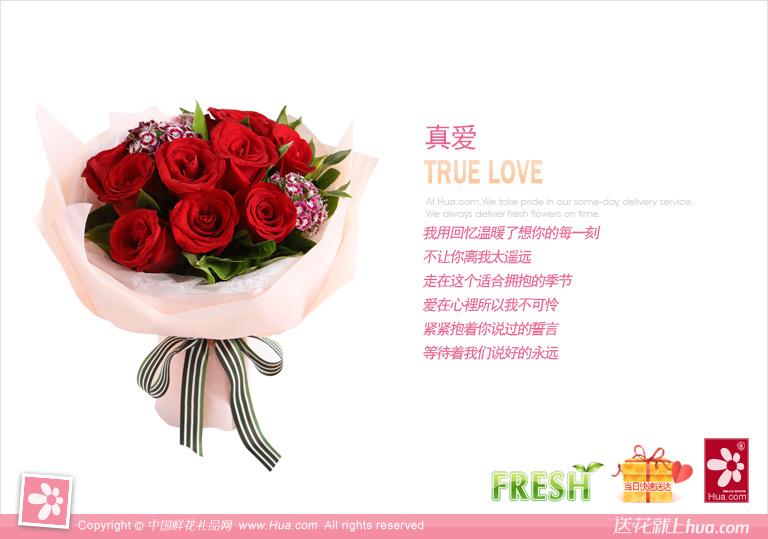 真爱
TRUE LOVE
At Hua.com,We take pride in our same-day delivery service.
We always deliver fresh flowers on time.
我用回忆温暖了想你的每一刻
不让你离我太遥远
走在这个适合拥抱的季节
爱在心裡所以我不可怜
紧紧抱着你说过的誓言
等待着我们说好的永远
FRESH
当日快速送达
Hua.com
Copyright © 中国鲜花礼品网 www.Hua.com All rights reserved
送花就上hua.com